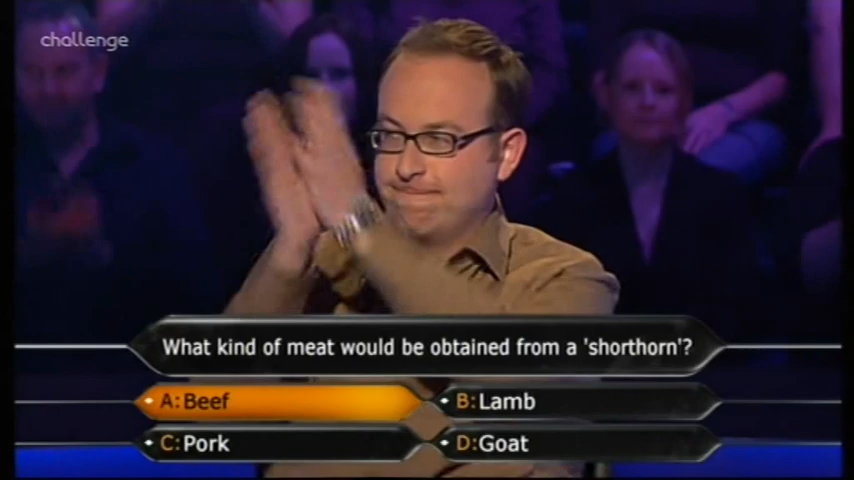 challenge
What kind of meat would be obtained from a 'shorthorn'?
A: Beef
B: Lamb
C: Pork
D: Goat